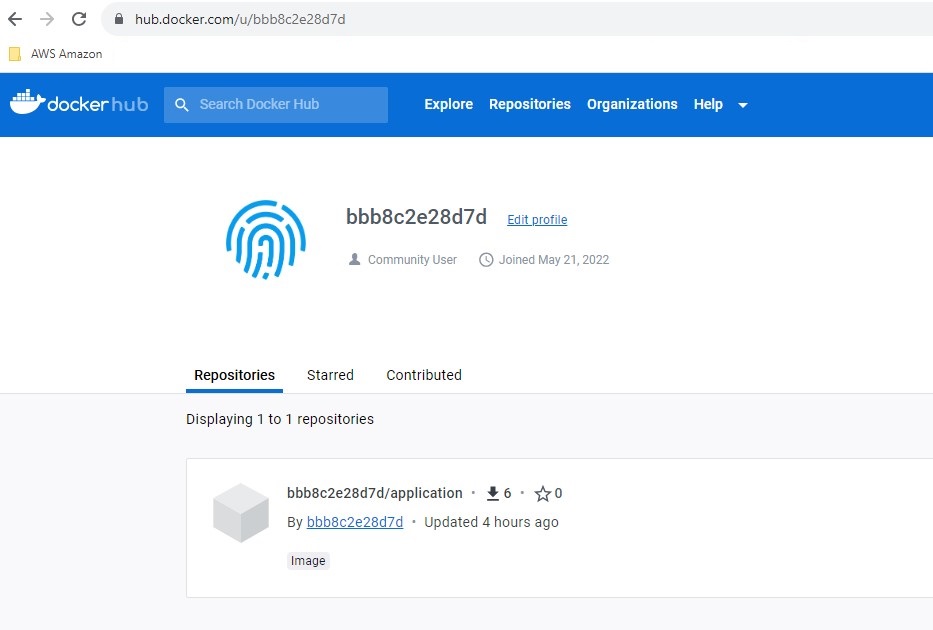 hub.docker.com/u/bbb8c2e28d7d
AWS Amazon
docker hub Search Docker Hub Explore Repositories Organizations Help
bbb8c2e28d7d Edit profile
Community User Joined May 21, 2022
Repositories Starred Contributed
Displaying 1 to 1 repositories
bbb8c2e28d7d/application • 6 • 0
By bbb8c2e28d7d • Updated 4 hours ago
Image